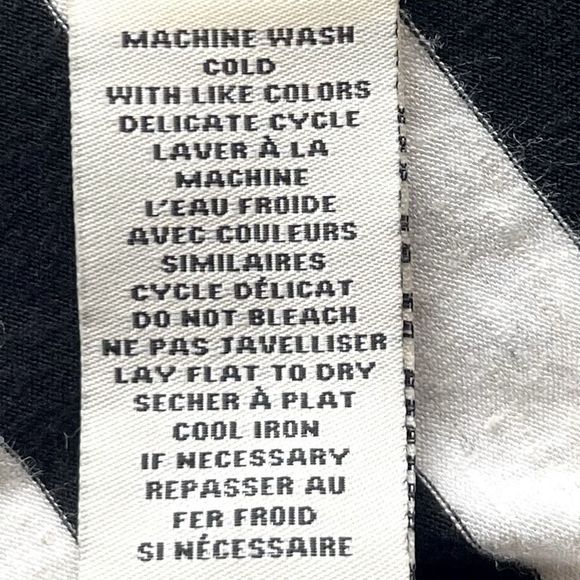 MACHINE WASH
COLD
WITH LIKE COLORS
DELICATE CYCLE
LAVER À LA
MACHINE
L'EAU FROIDE
AVEC COULEURS
SIMILAIRES
CYCLE DÉLICAT
DO NOT BLEACH
NE PAS JAVELLISER
LAY FLAT TO DRY
SECHER À PLAT
COOL IRON
IF NECESSARY
REPASSER AU
FER FROID
SI NÉCESSAIRE